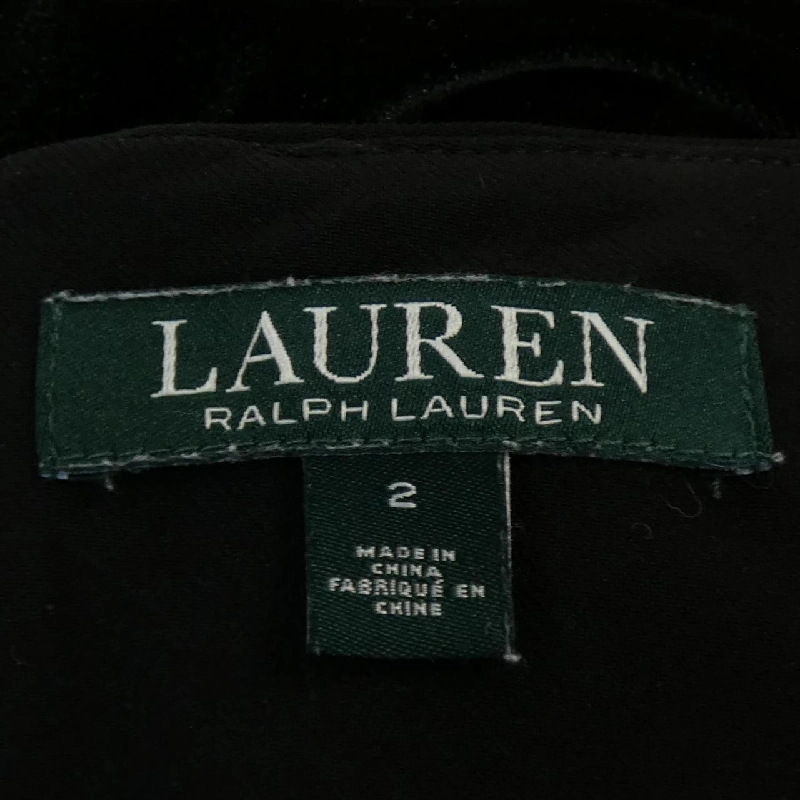 LAUREN
RALPH LAUREN
2
MADE IN
CHINA
FABRIQUÉ EN
CHINE